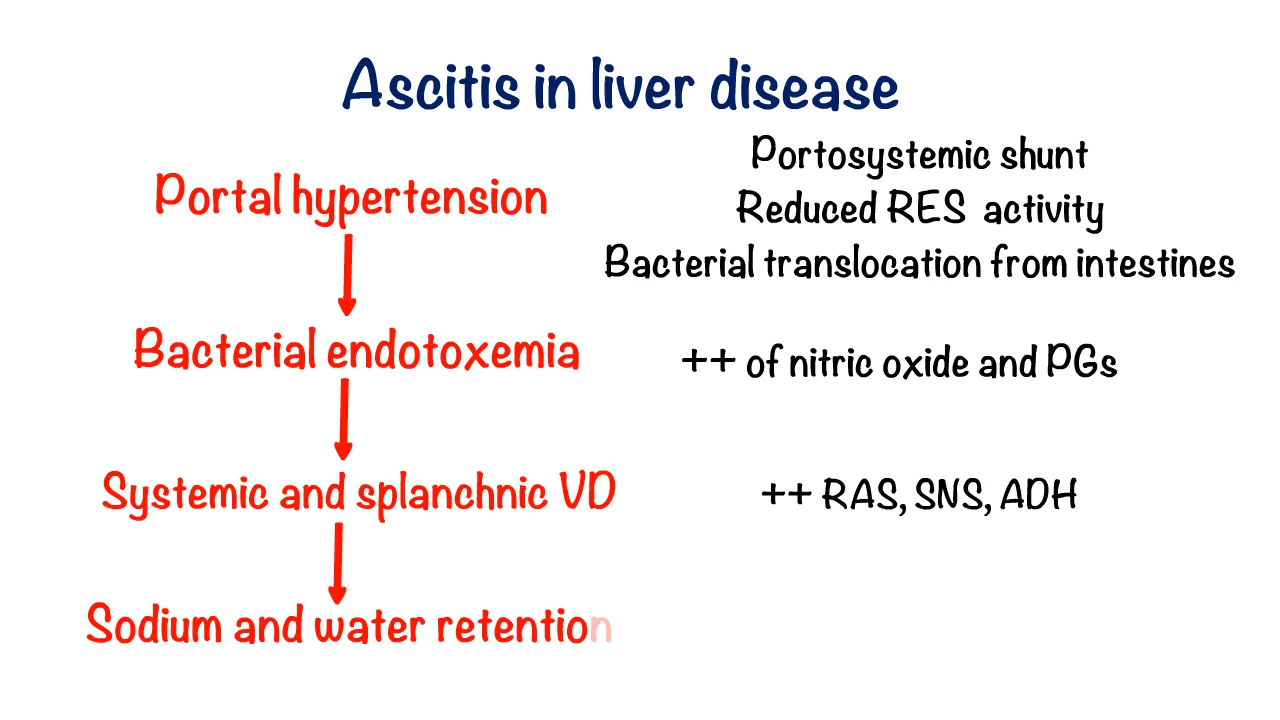 Ascitis in liver disease
Portosystemic shunt
Portal hypertension
Reduced RES activity
Bacterial translocation from intestines
Bacterial endotoxemia
++ of nitric oxide and PGs
Systemic and splanchnic VD
++ RAS, SNS, ADH
Sodium and water retention